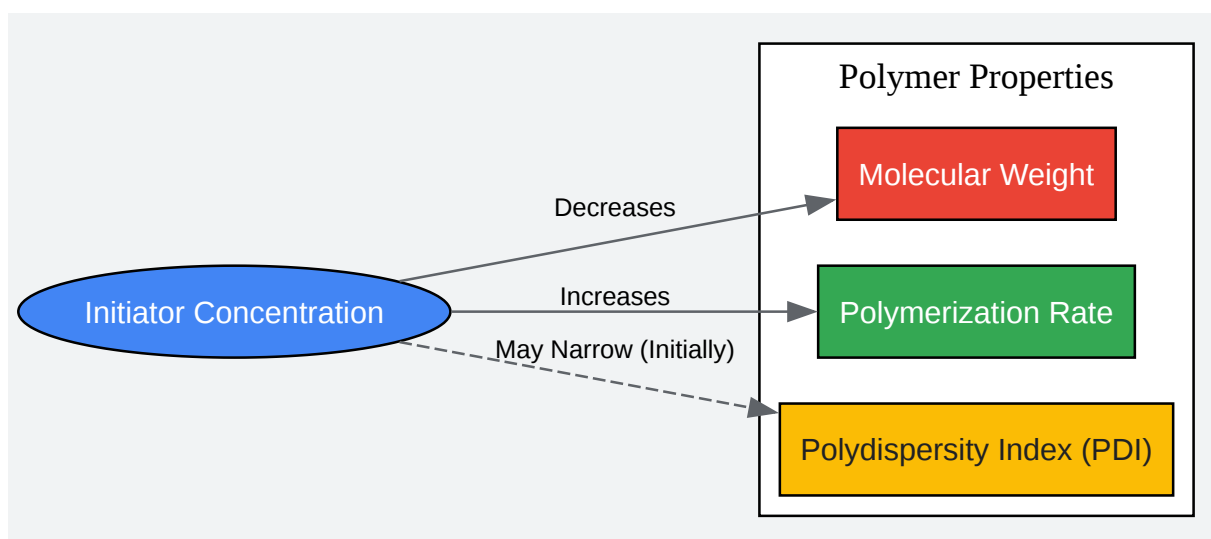 Polymer Properties
Molecular Weight
Decreases
Initiator Concentration
Increases
Polymerization Rate
May Narrow (Initially)
Polydispersity Index (PDI)